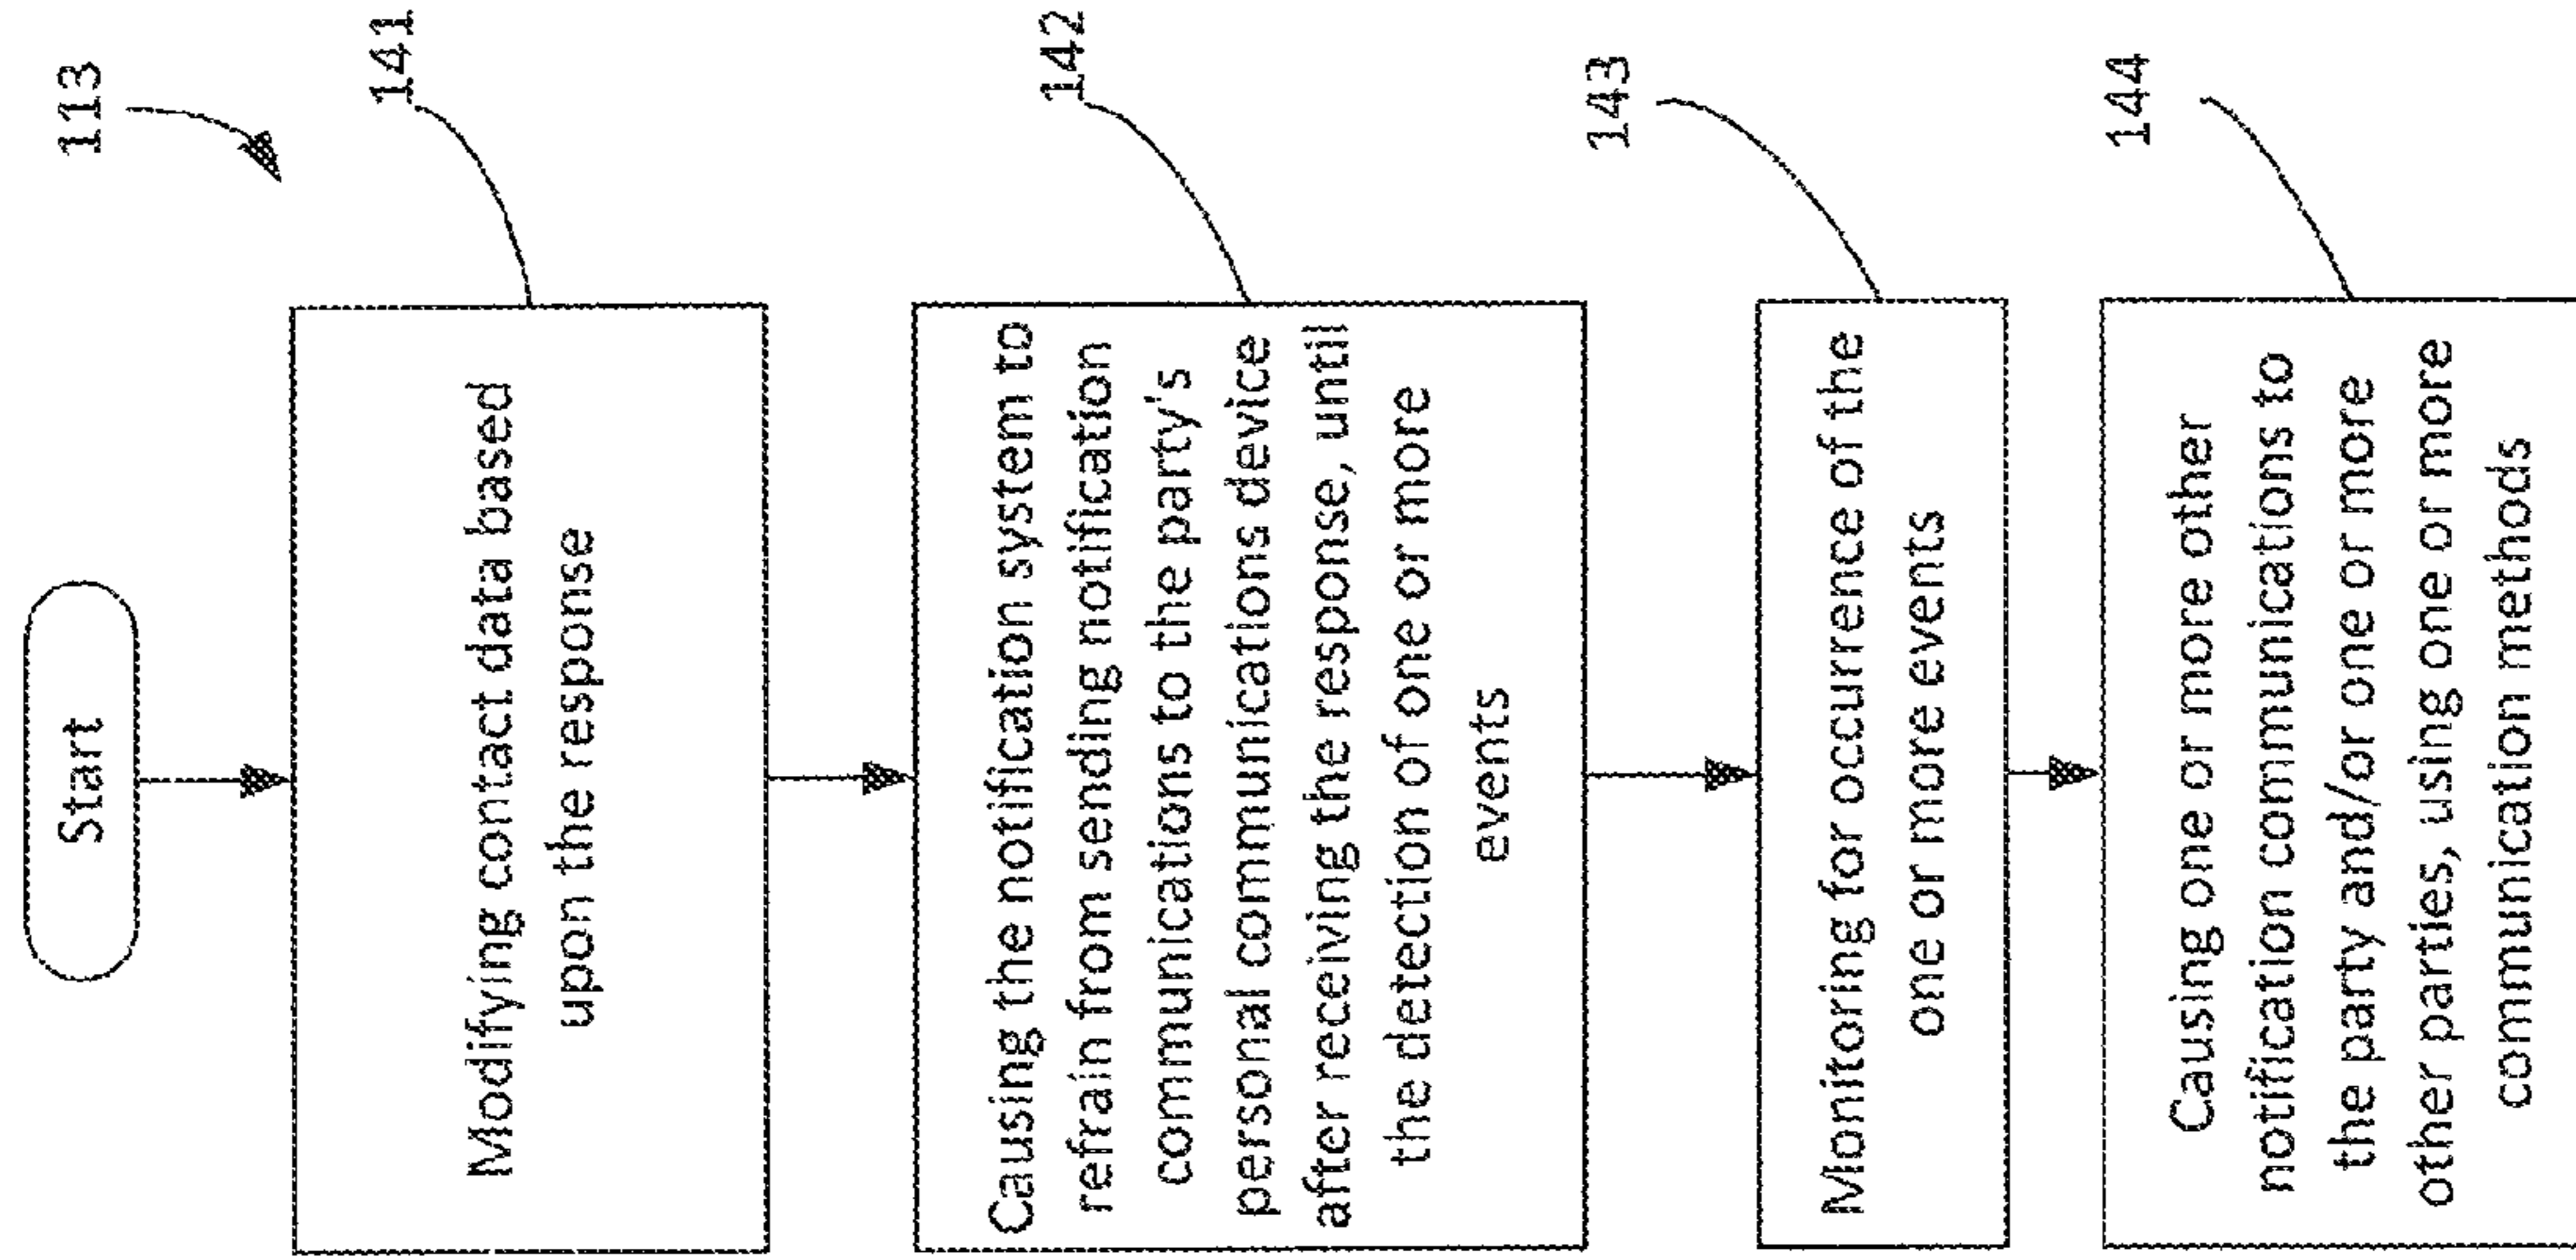 113
Start
141
Modifying contact data based
upon the response
142
Causing the notification system to
refrain from sending notification
communications to the party's
personal communications device
after receiving the response, until
the detection of one or more
events
143
Monitoring for occurrence of the
one or more events
144
Causing one or more other
notification communications to
the party and/or one or more
other parties, using one or more
communication methods